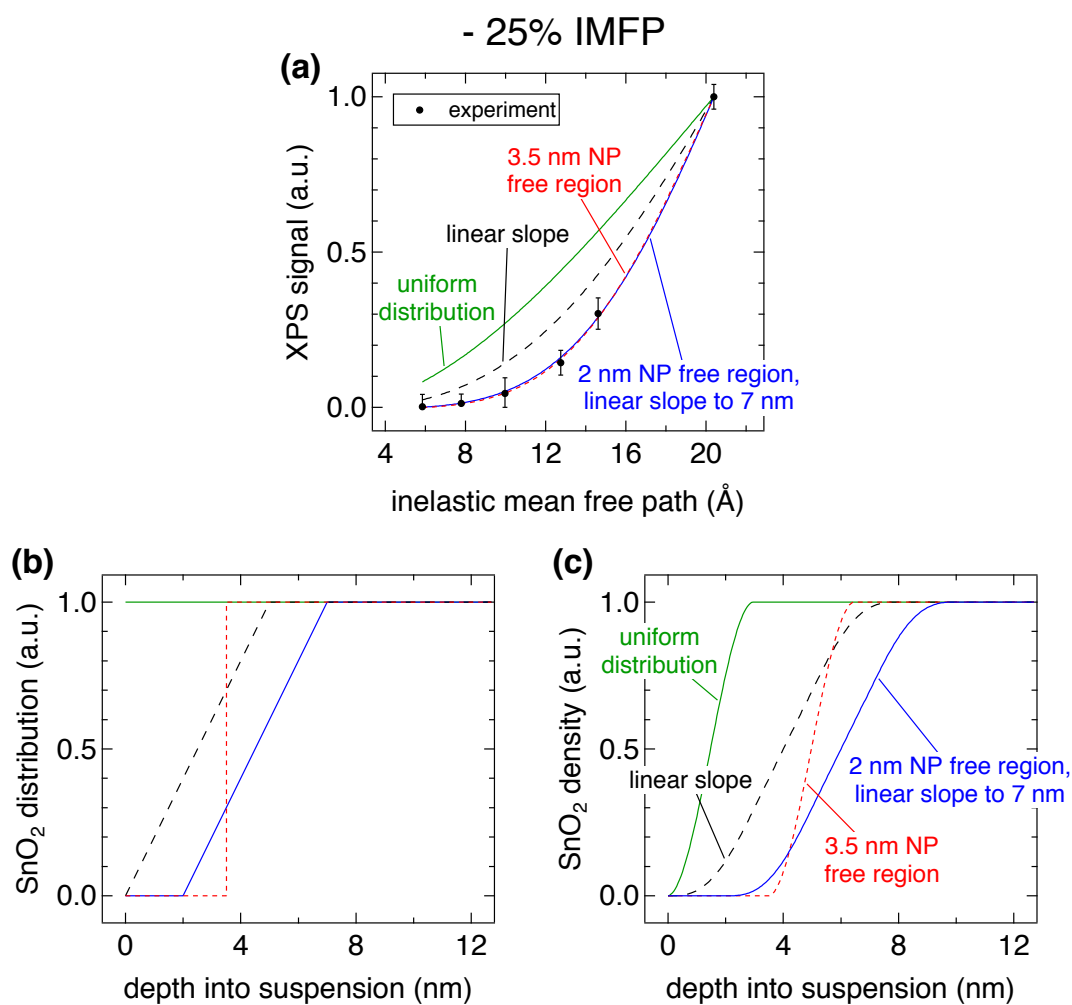 - 25% IMFP
(a)
1.0
0.5
0.0
XPS signal (a.u.)
experiment
3.5 nm NP
free region
linear slope
uniform
distribution
2 nm NP free region,
linear slope to 7 nm
4
8
12
16
20
inelastic mean free path (Å)
(b)
1.0
0.5
0.0
SnO₂ distribution (a.u.)
0
4
8
12
depth into suspension (nm)
(c)
1.0
0.5
0.0
SnO₂ density (a.u.)
uniform
distribution
linear slope
2 nm NP free region,
linear slope to 7 nm
3.5 nm NP
free region
0
4
8
12
depth into suspension (nm)